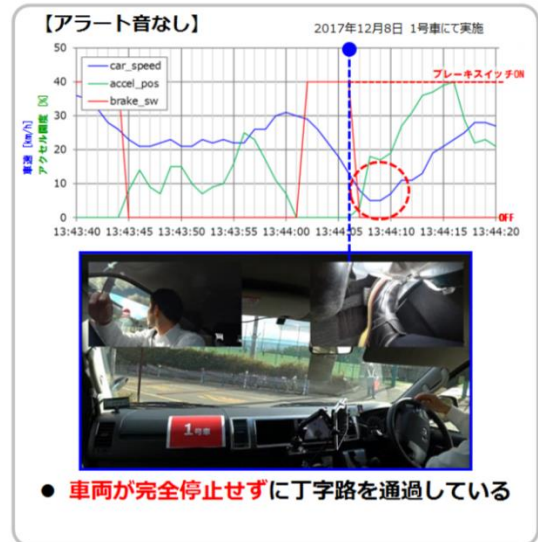 【アラート音なし】
2017年12月8日 1号車にて実施
50
40
30
20
10
0
車速 [km/h]
アクセル開度 [%]
car_speed
accel_pos
brake_sw
ブレーキスイッチON
OFF
13:43:40 13:43:45 13:43:50 13:43:55 13:44:00 13:44:05 13:44:10 13:44:15 13:44:20
1号車
● 車両が完全停止せずに丁字路を通過している